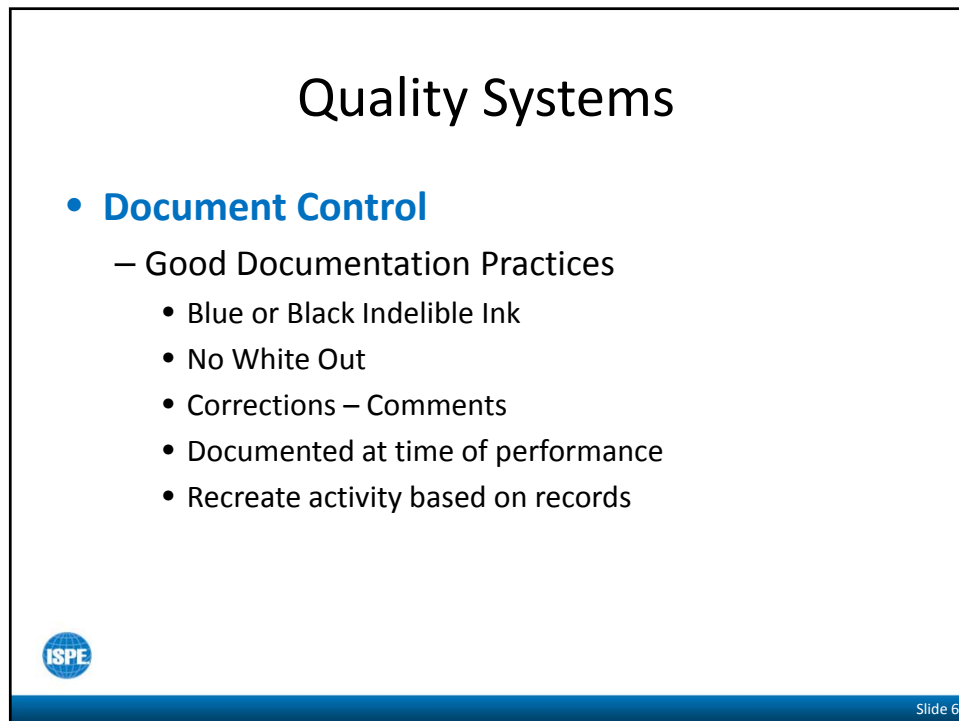 Quality Systems
• Document Control
– Good Documentation Practices
• Blue or Black Indelible Ink
• No White Out
• Corrections – Comments
• Documented at time of performance
• Recreate activity based on records
ISPE
Slide 6